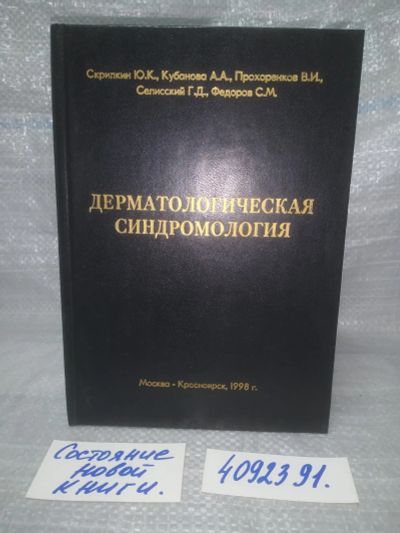 Скрипкин Ю.К., Кубанова А.А., Прохоренков В.И.,
Селисский Г.Д., Федоров С.М.
ДЕРМАТОЛОГИЧЕСКАЯ
СИНДРОМОЛОГИЯ
Москва - Красноярск, 1998 г.
Состояние
новой
книги.
4092391.